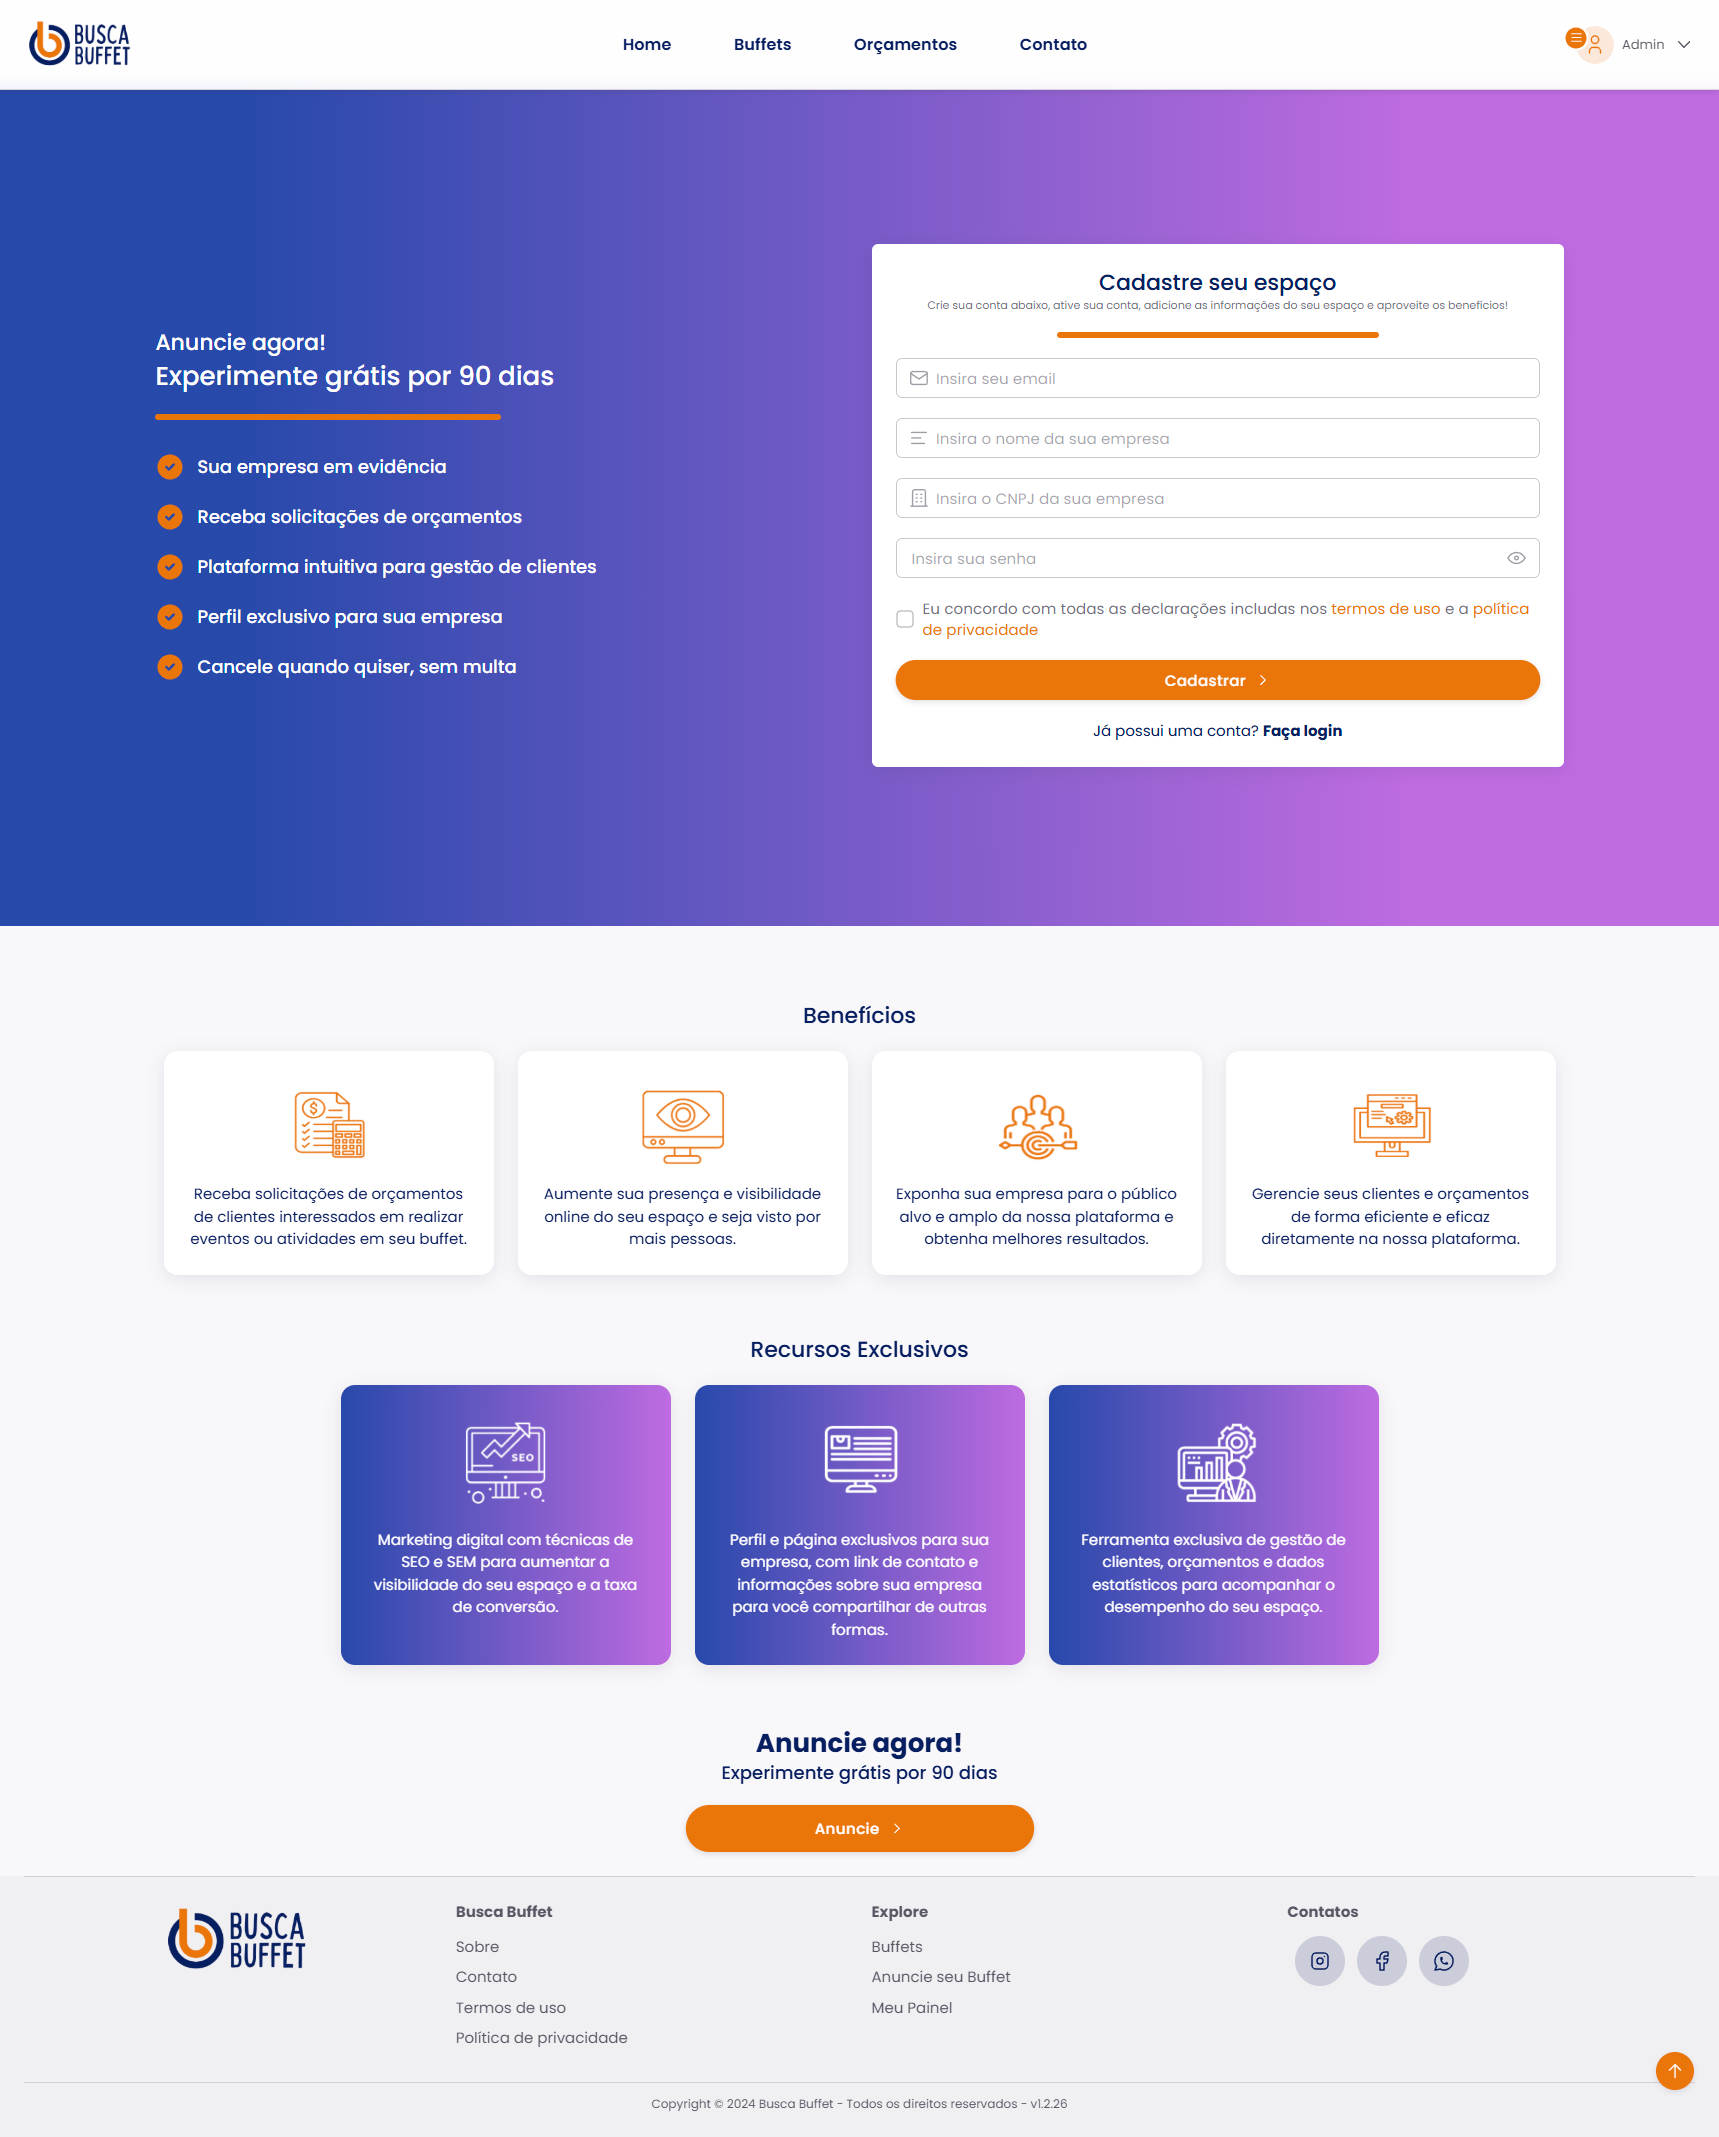 BUSCA
BUFFET
Home
Buffets
Orçamentos
Contato
Admin
Anuncie agora!
Experimente grátis por 90 dias
Sua empresa em evidência
Receba solicitações de orçamentos
Plataforma intuitiva para gestão de clientes
Perfil exclusivo para sua empresa
Cancele quando quiser, sem multa
Cadastre seu espaço
Crie sua conta abaixo, ative sua conta, adicione as informações do seu espaço e aproveite os benefícios!
Insira seu email
Insira o nome da sua empresa
Insira o CNPJ da sua empresa
Insira sua senha
Eu concordo com todas as declarações includas nos termos de uso e a política
de privacidade
Cadastrar
Já possui uma conta? Faça login
Benefícios
Receba solicitações de orçamentos
de clientes interessados em realizar
eventos ou atividades em seu buffet.
Aumente sua presença e visibilidade
online do seu espaço e seja visto por
mais pessoas.
Exponha sua empresa para o público
alvo e amplo da nossa plataforma e
obtenha melhores resultados.
Gerencie seus clientes e orçamentos
de forma eficiente e eficaz
diretamente na nossa plataforma.
Recursos Exclusivos
SEO
Marketing digital com técnicas de
SEO e SEM para aumentar a
visibilidade do seu espaço e a taxa
de conversão.
Perfil e página exclusivos para sua
empresa, com link de contato e
informações sobre sua empresa
para você compartilhar de outras
formas.
Ferramenta exclusiva de gestão de
clientes, orçamentos e dados
estatísticos para acompanhar o
desempenho do seu espaço.
Anuncie agora!
Experimente grátis por 90 dias
Anuncie
BUSCA
BUFFET
Busca Buffet
Sobre
Contato
Termos de uso
Política de privacidade
Explore
Buffets
Anuncie seu Buffet
Meu Painel
Contatos
Copyright © 2024 Busca Buffet - Todos os direitos reservados - v1.2.26